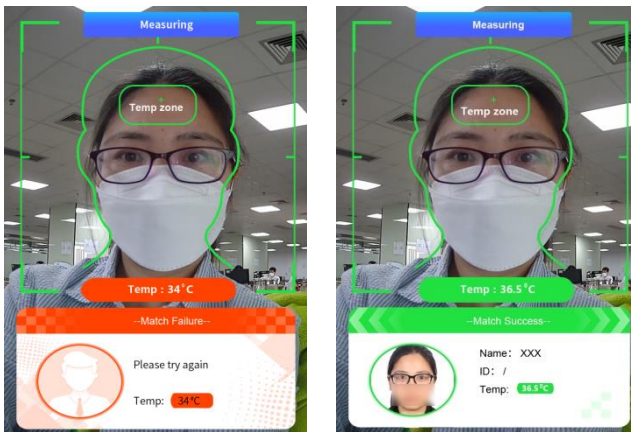 Measuring
Temp zone
Temp : 34°C
--Match Failure--
Please try again
Temp: 34°C
Measuring
Temp zone
Temp : 36.5°C
--Match Success--
Name: XXX
ID: /
Temp: 36.5°C